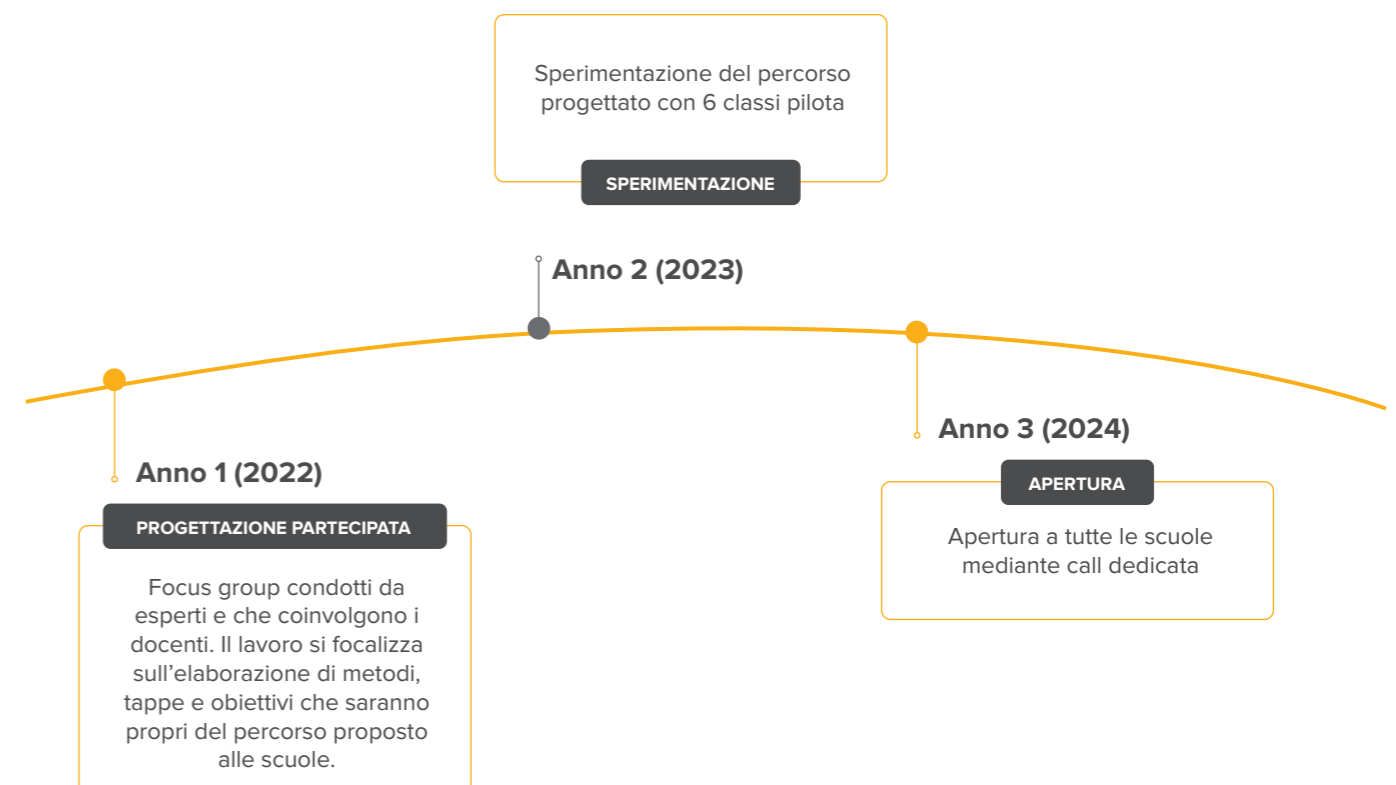 Sperimentazione del percorso
progettato con 6 classi pilota
SPERIMENTAZIONE
Anno 2 (2023)
Anno 1 (2022)
PROGETTAZIONE PARTECIPATA
Focus group condotti da
esperti e che coinvolgono i
docenti. Il lavoro si focalizza
sull’elaborazione di metodi,
tappe e obiettivi che saranno
propri del percorso proposto
alle scuole.
Anno 3 (2024)
APERTURA
Apertura a tutte le scuole
mediante call dedicata